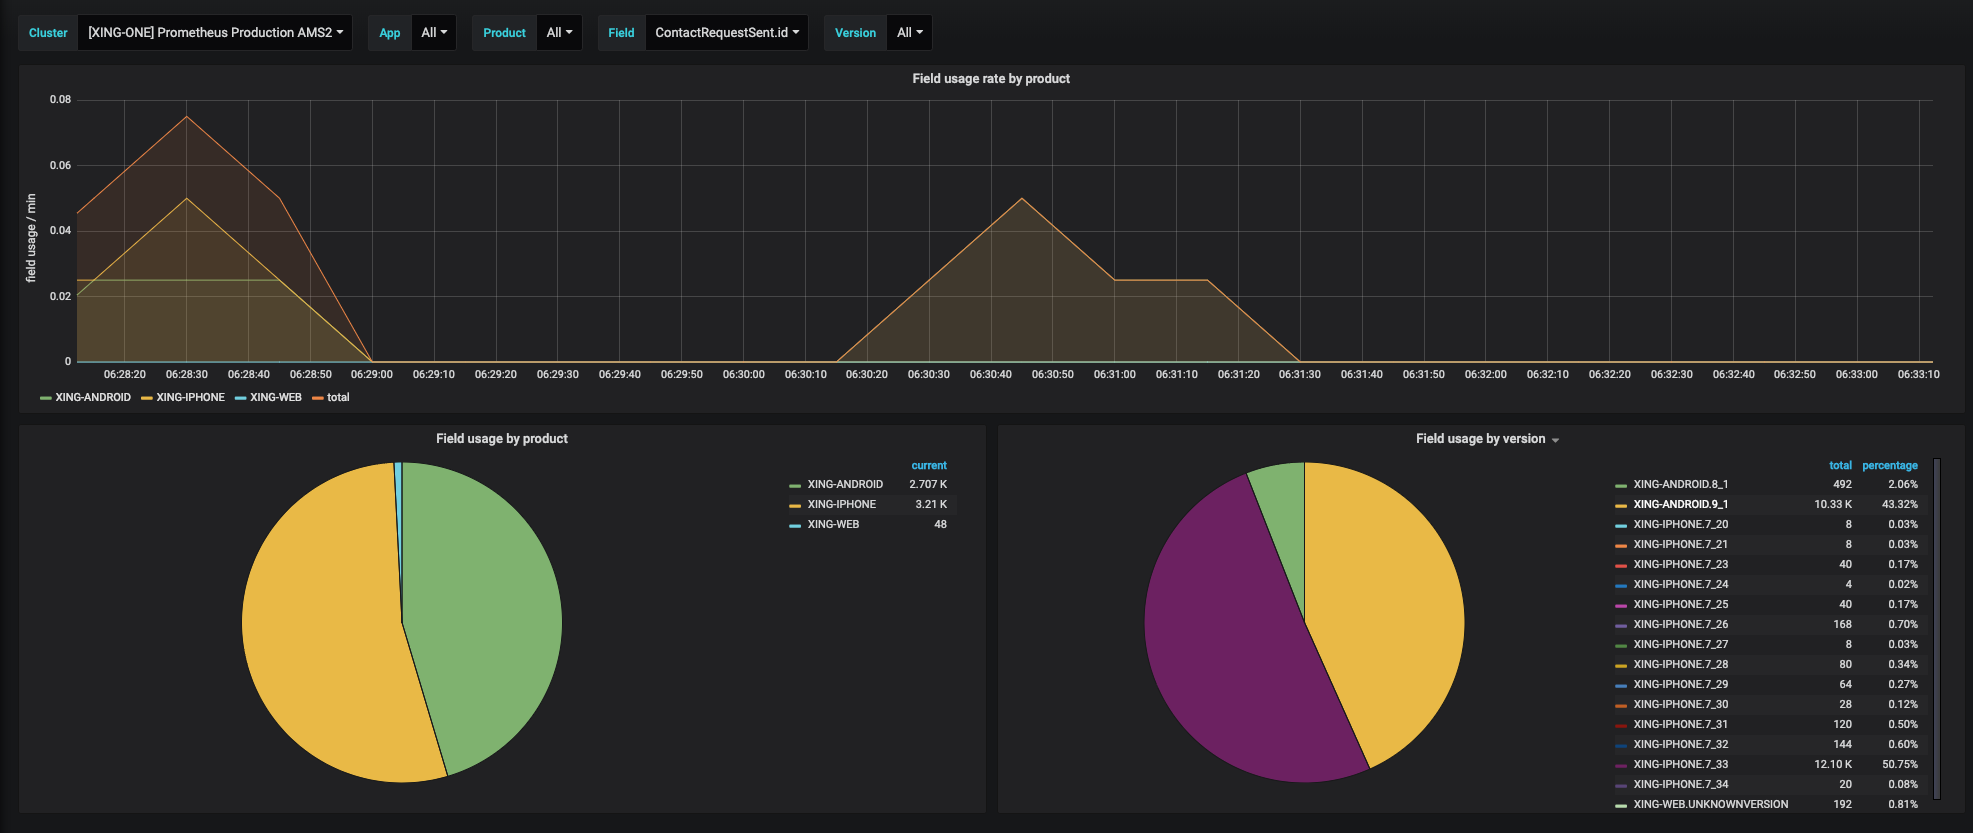 Cluster [XING-ONE] Prometheus Production AMS2 App All Product All Field ContactRequestSent.id Version All
Field usage rate by product
field / usage / min
0.08
0.06
0.04
0.02
0
06:28:20 06:28:30 06:28:40 06:28:50 06:29:00 06:29:10 06:29:20 06:29:30 06:29:40 06:29:50 06:30:00 06:30:10 06:30:20 06:30:30 06:30:40 06:30:50 06:31:00 06:31:10 06:31:20 06:31:30 06:31:40 06:31:50 06:32:00 06:32:10 06:32:20 06:32:30 06:32:40 06:32:50 06:33:00 06:33:10
XING-ANDROID XING-IPHONE XING-WEB total
Field usage by product
current
XING-ANDROID 2.707 K
XING-IPHONE 3.21 K
XING-WEB 48
Field usage by version
total percentage
XING-ANDROID.8_1 492 2.06%
XING-ANDROID.9_1 10.33 K 43.32%
XING-IPHONE.7_20 8 0.03%
XING-IPHONE.7_21 8 0.03%
XING-IPHONE.7_23 40 0.17%
XING-IPHONE.7_24 4 0.02%
XING-IPHONE.7_25 40 0.17%
XING-IPHONE.7_26 168 0.70%
XING-IPHONE.7_27 8 0.03%
XING-IPHONE.7_28 80 0.34%
XING-IPHONE.7_29 64 0.27%
XING-IPHONE.7_30 28 0.12%
XING-IPHONE.7_31 120 0.50%
XING-IPHONE.7_32 144 0.60%
XING-IPHONE.7_33 12.10 K 50.75%
XING-IPHONE.7_34 20 0.08%
XING-WEB.UNKNOWNVERSION 192 0.81%